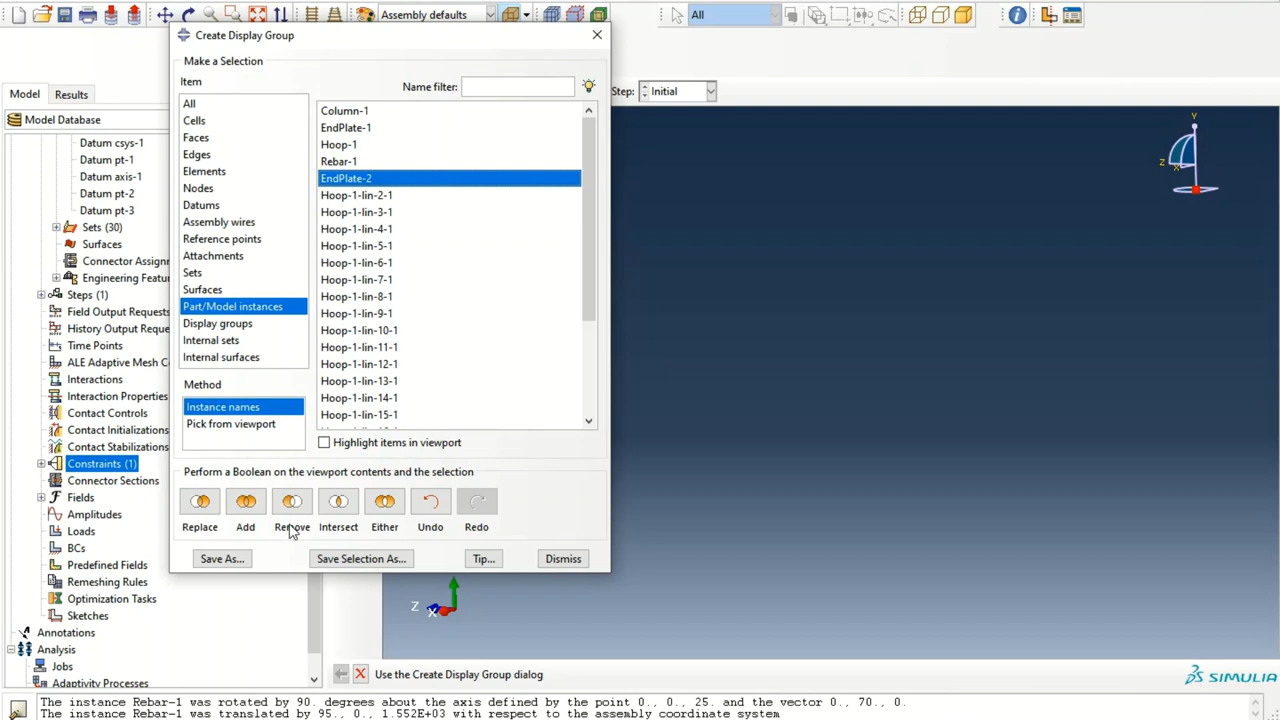 Assembly defaults
All
Create Display Group
Make a Selection
Item
Name filter:
All
Cells
Faces
Edges
Elements
Nodes
Datums
Assembly wires
Reference points
Attachments
Sets
Surfaces
Part/Model instances
Display groups
Internal sets
Internal surfaces
Method
Instance names
Pick from viewport
Column-1
EndPlate-1
Hoop-1
Rebar-1
EndPlate-2
Hoop-1-lin-2-1
Hoop-1-lin-3-1
Hoop-1-lin-4-1
Hoop-1-lin-5-1
Hoop-1-lin-6-1
Hoop-1-lin-7-1
Hoop-1-lin-8-1
Hoop-1-lin-9-1
Hoop-1-lin-10-1
Hoop-1-lin-11-1
Hoop-1-lin-12-1
Hoop-1-lin-13-1
Hoop-1-lin-14-1
Hoop-1-lin-15-1
Highlight items in viewport
Perform a Boolean on the viewport contents and the selection
Replace
Add
Remove
Intersect
Either
Undo
Redo
Save As...
Save Selection As...
Tip...
Dismiss
Step:
Initial
Model
Results
Model Database
Datum csys-1
Datum pt-1
Datum axis-1
Datum pt-2
Datum pt-3
Sets (30)
Surfaces
Connector Assignm
Engineering Featur
Steps (1)
Field Output Requests
History Output Reque
Time Points
ALE Adaptive Mesh C
Interactions
Interaction Properties
Contact Controls
Contact Initializations
Contact Stabilizations
Constraints (1)
Connector Sections
Fields
Amplitudes
Loads
BCs
Predefined Fields
Remeshing Rules
Optimization Tasks
Sketches
Annotations
Analysis
Jobs
Adaptivity Processes
Y
Z
X
Z
X
Use the Create Display Group dialog
SIMULIA
The instance Rebar-1 was rotated by 90. degrees about the axis defined by the point 0., 0., 25. and the vector 0., 70., 0.
The instance Rebar-1 was translated by 95., 0., 1.552E+03 with respect to the assembly coordinate system